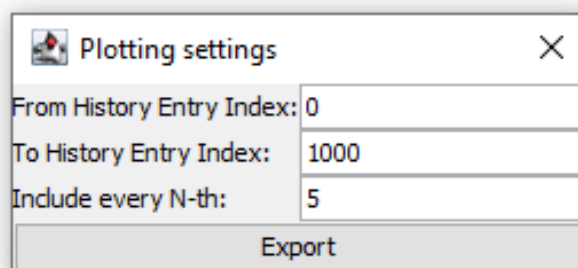 Plotting settings
From History Entry Index: 0
To History Entry Index: 1000
Include every N-th: 5
Export